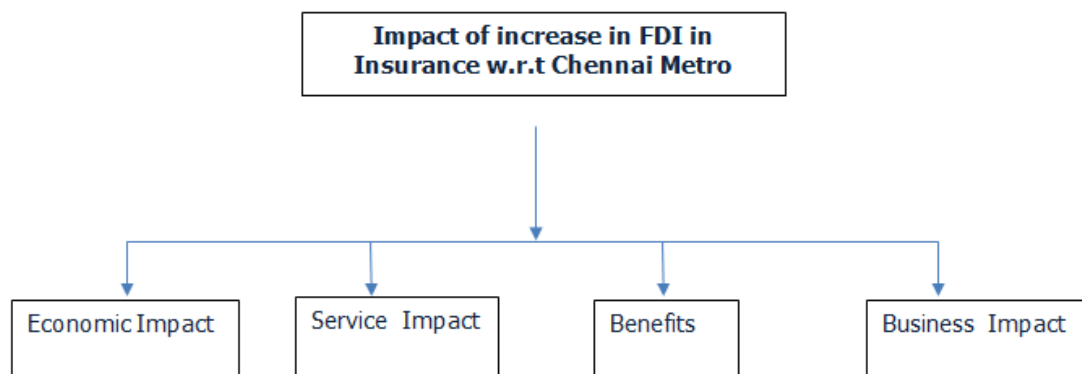 Impact of increase in FDI in
Insurance w.r.t Chennai Metro
Economic Impact
Service Impact
Benefits
Business Impact